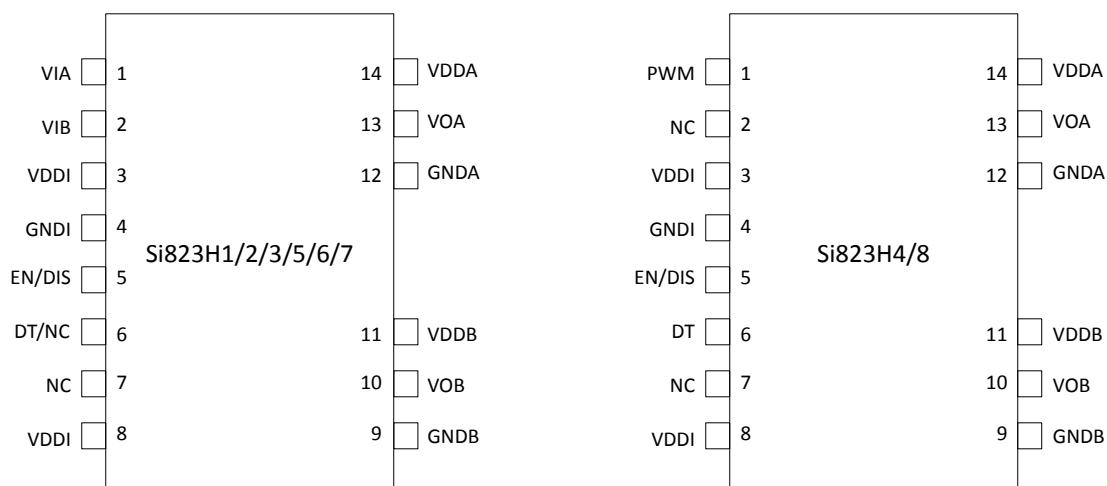 VIA 1 14 VDDA
VIB 2 13 VOA
VDDI 3 12 GNDA
GNDI 4
Si823H1/2/3/5/6/7
EN/DIS 5
DT/NC 6 11 VDDB
NC 7 10 VOB
VDDI 8 9 GNDB
PWM 1 14 VDDA
NC 2 13 VOA
VDDI 3 12 GNDA
GNDI 4
Si823H4/8
EN/DIS 5
DT 6 11 VDDB
NC 7 10 VOB
VDDI 8 9 GNDB